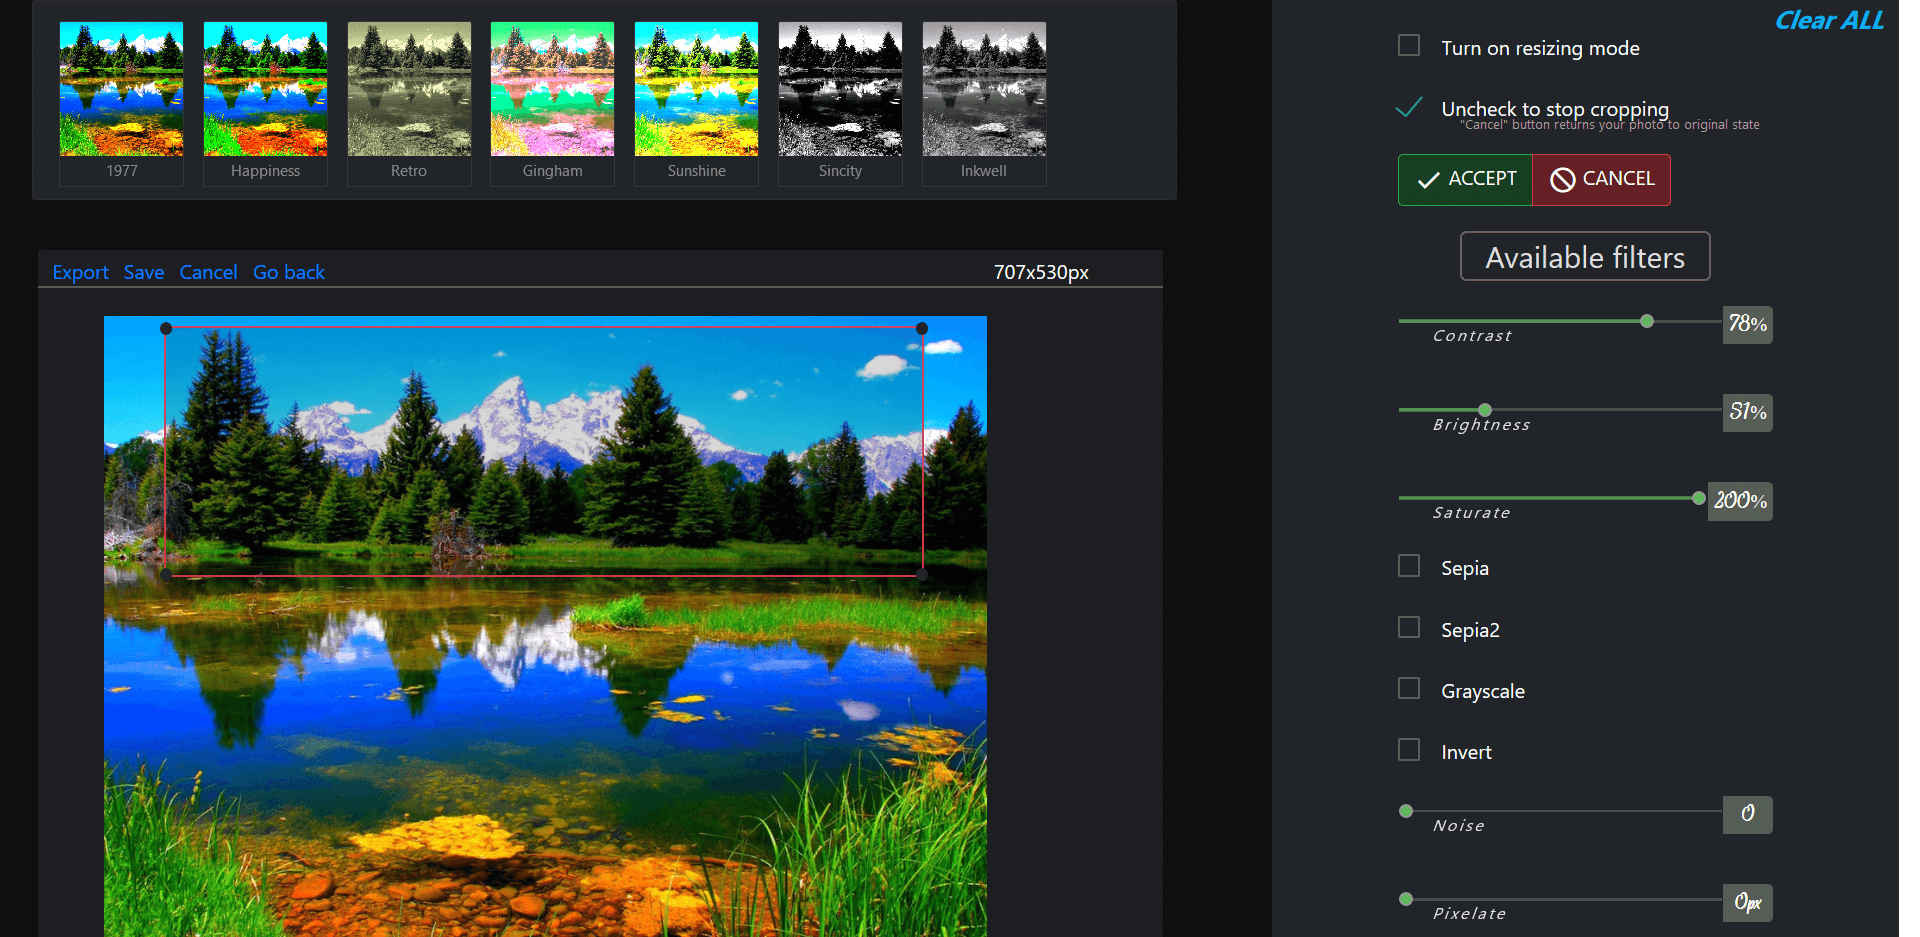 Clear ALL
Turn on resizing mode
Uncheck to stop cropping
"Cancel" button returns your photo to original state
ACCEPT CANCEL
1977 Happiness Retro Gingham Sunshine Sincity Inkwell
Export Save Cancel Go back 707x530px
Available filters
78%
Contrast
51%
Brightness
200%
Saturate
Sepia
Sepia2
Grayscale
Invert
0
Noise
0px
Pixelate